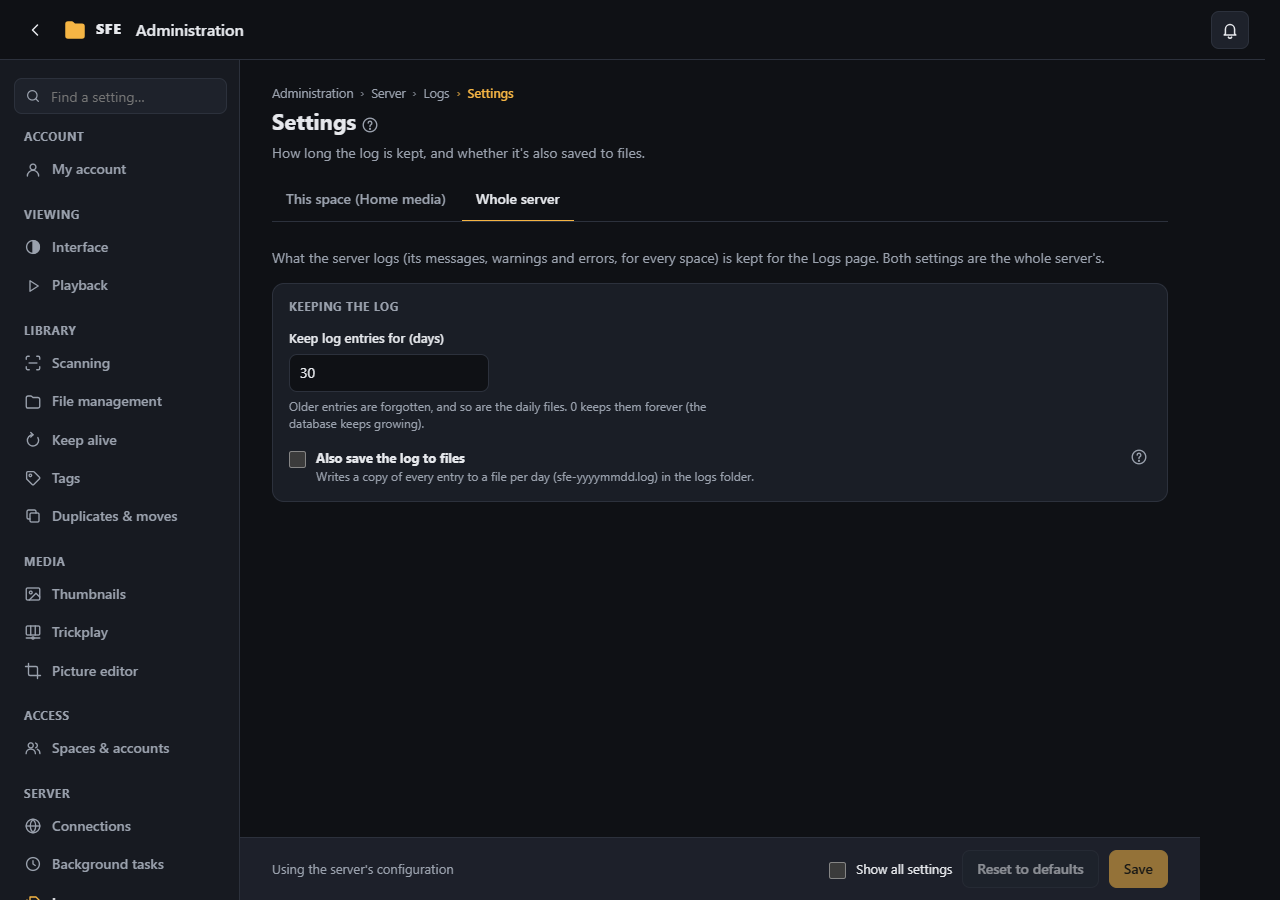 SFE Administration
Find a setting...
ACCOUNT
My account
VIEWING
Interface
Playback
LIBRARY
Scanning
File management
Keep alive
Tags
Duplicates & moves
MEDIA
Thumbnails
Trickplay
Picture editor
ACCESS
Spaces & accounts
SERVER
Connections
Background tasks
Administration › Server › Logs › Settings
Settings
How long the log is kept, and whether it's also saved to files.
This space (Home media) Whole server
What the server logs (its messages, warnings and errors, for every space) is kept for the Logs page. Both settings are the whole server's.
KEEPING THE LOG
Keep log entries for (days)
30
Older entries are forgotten, and so are the daily files. 0 keeps them forever (the
database keeps growing).
Also save the log to files
Writes a copy of every entry to a file per day (sfe-yyyymmdd.log) in the logs folder.
Using the server's configuration
Show all settings
Reset to defaults
Save